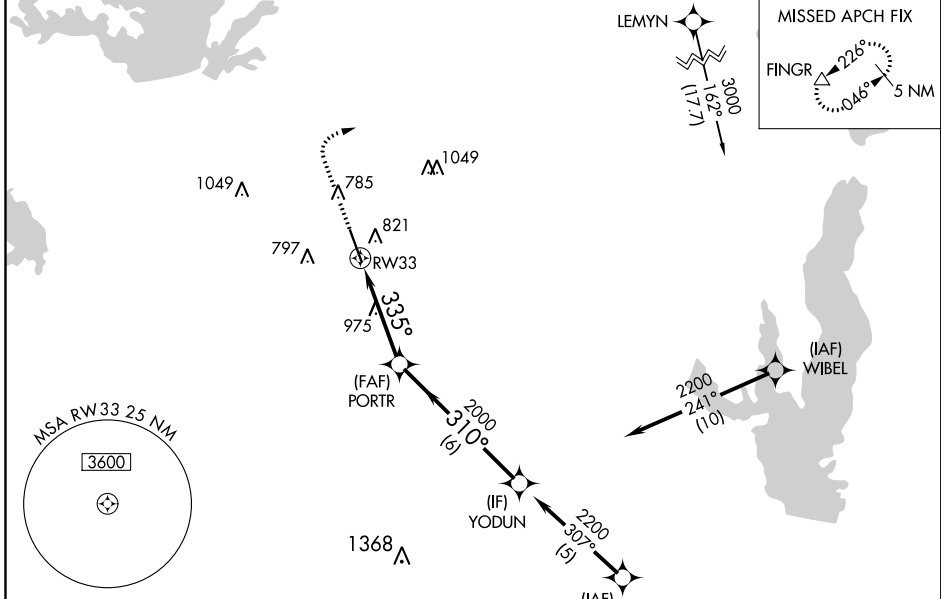 LEMYN
3000
162°
(17.7)
MISSED APCH FIX
FINGR
226°
046°
5 NM
1049
785
1049
821
797
RW33
975
335°
(FAF)
PORTR
2000
310°
(6)
(IAF)
WIBEL
2200
241°
(10)
MSA RW33 25 NM
3600
(IF)
YODUN
2200
307°
(5)
1368
(IAF)